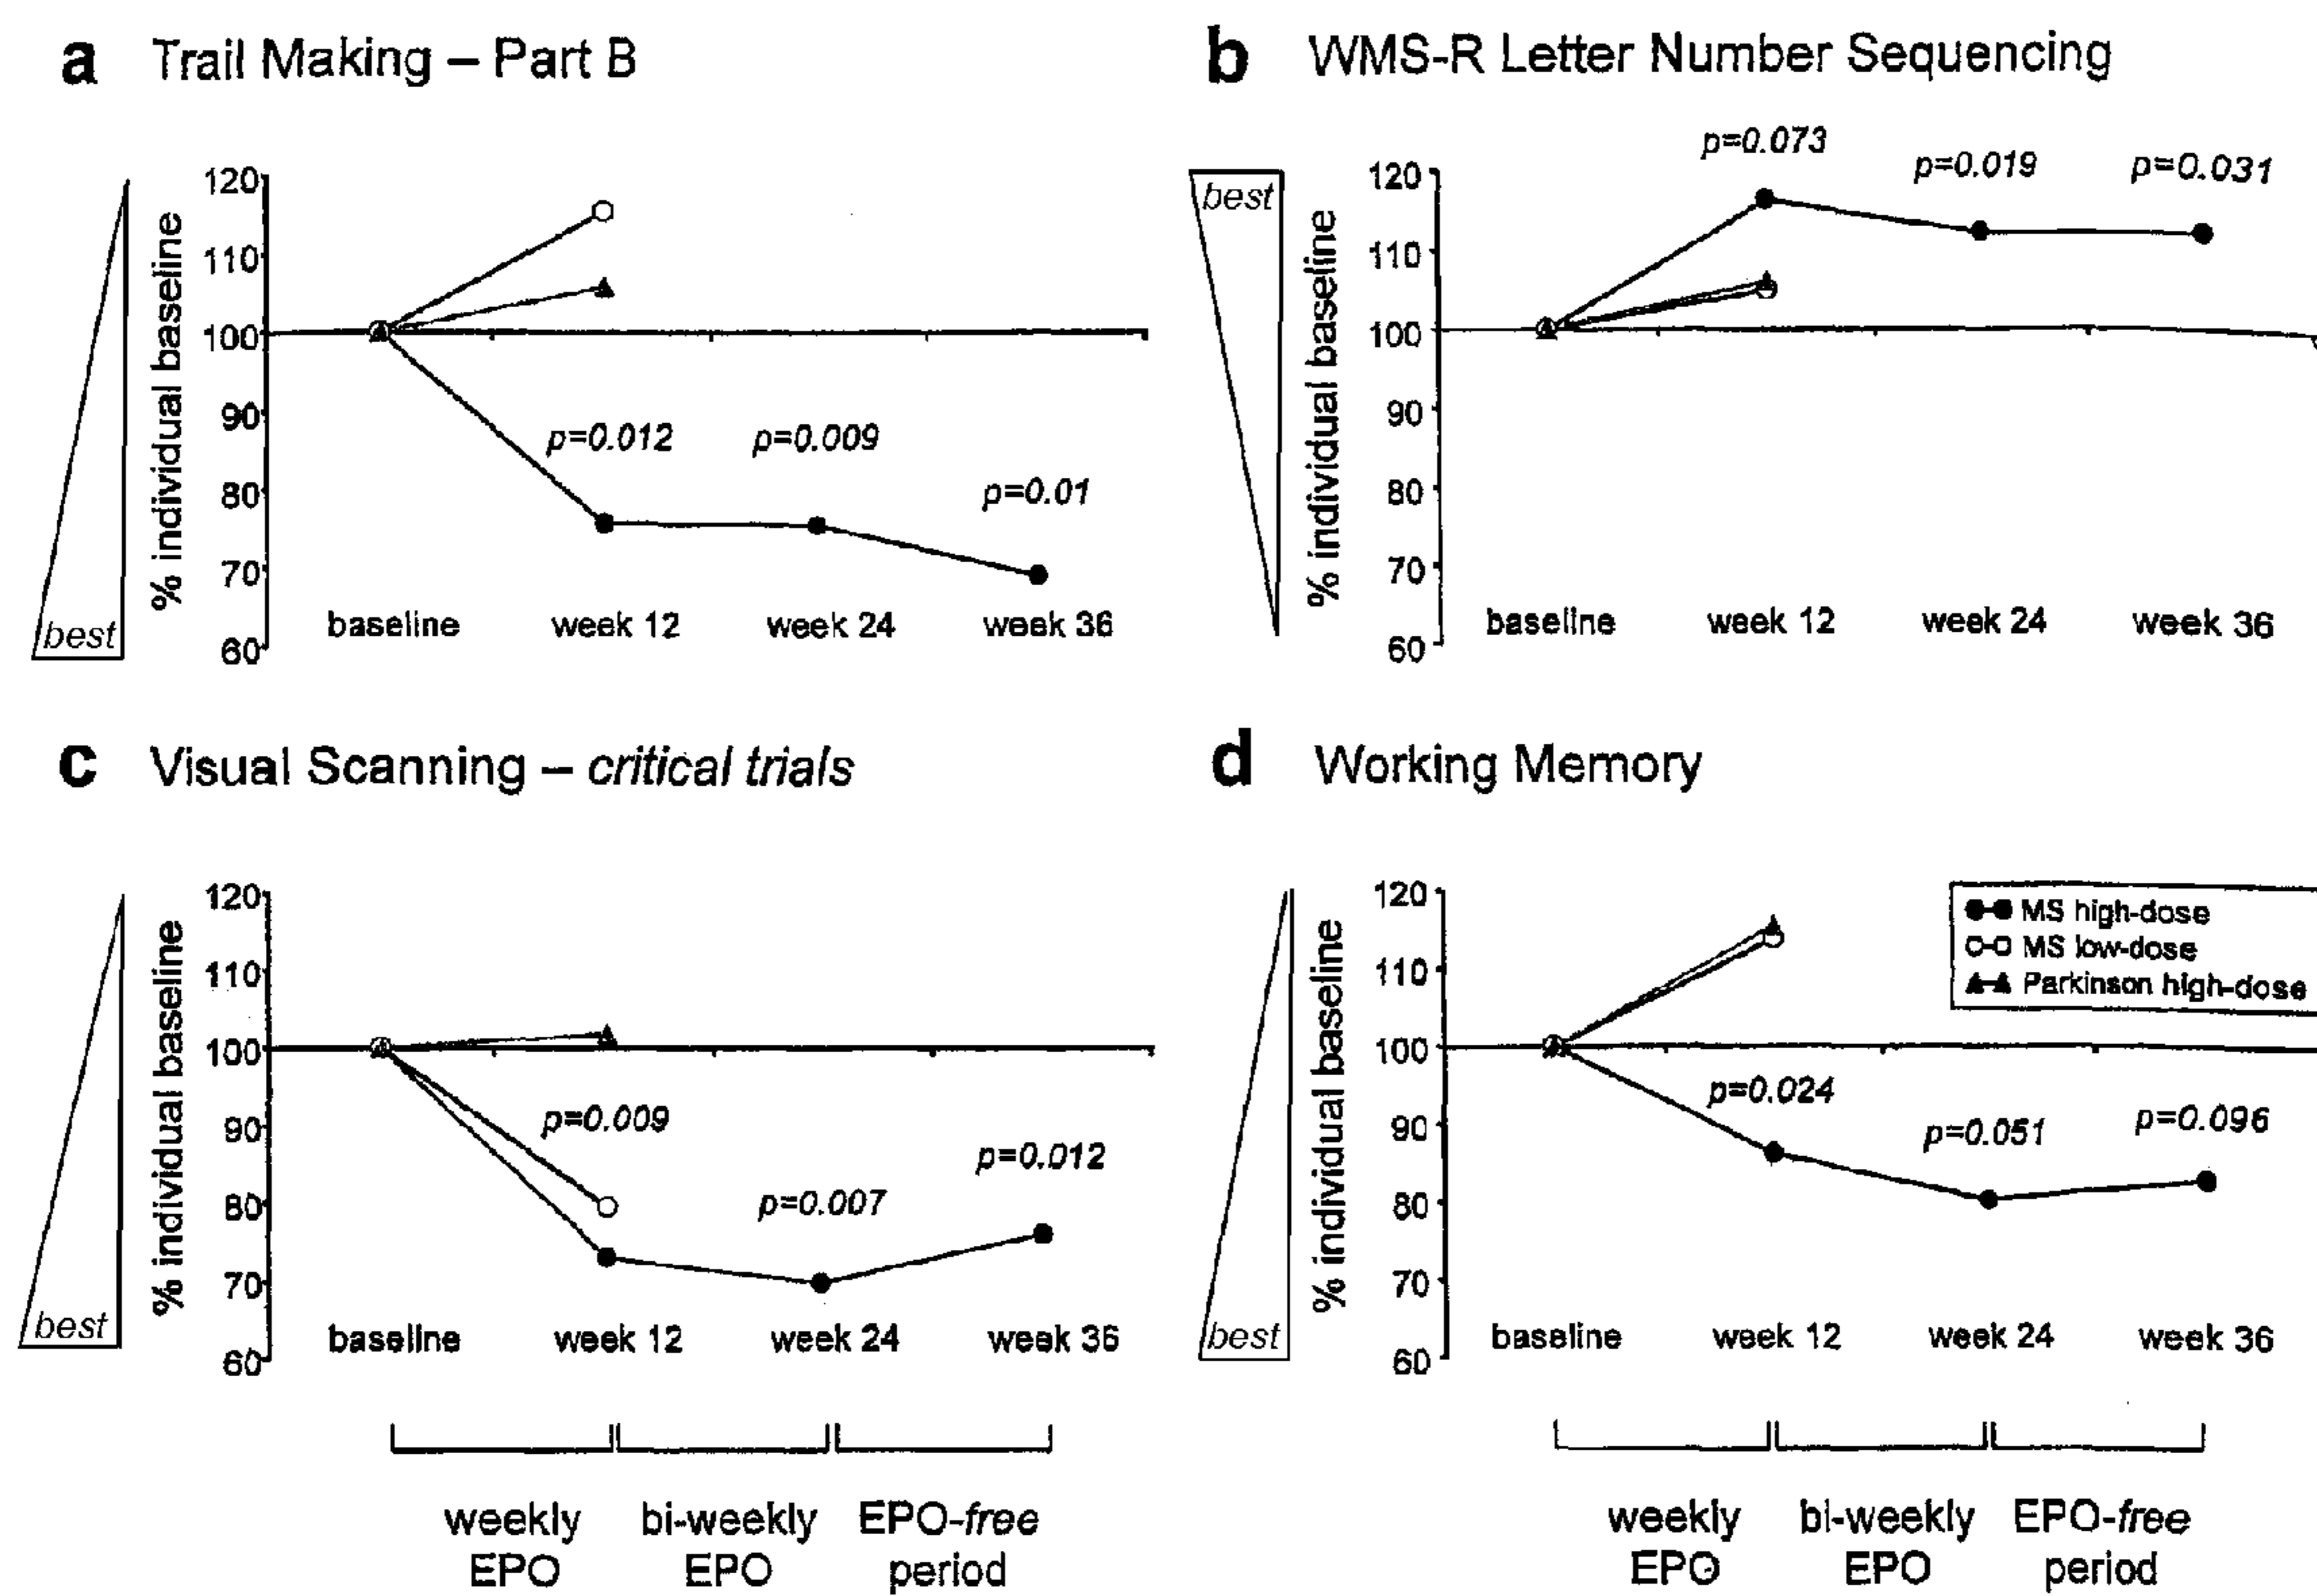 a Trail Making – Part B
best
% individual baseline
120
110
100
90
80
70
60
p=0.012
p=0.009
p=0.01
baseline
week 12
week 24
week 36
b WMS-R Letter Number Sequencing
best
% individual baseline
120
110
100
90
80
70
60
p=0.073
p=0.019
p=0.031
baseline
week 12
week 24
week 36
c Visual Scanning – critical trials
best
% individual baseline
120
110
100
90
80
70
60
p=0.009
p=0.007
p=0.012
baseline
week 12
week 24
week 36
weekly
EPO
bi-weekly
EPO
EPO-free
period
d Working Memory
best
% individual baseline
120
110
100
90
80
70
60
MS high-dose
MS low-dose
Parkinson high-dose
p=0.024
p=0.051
p=0.096
baseline
week 12
week 24
week 36
weekly
EPO
bi-weekly
EPO
EPO-free
period